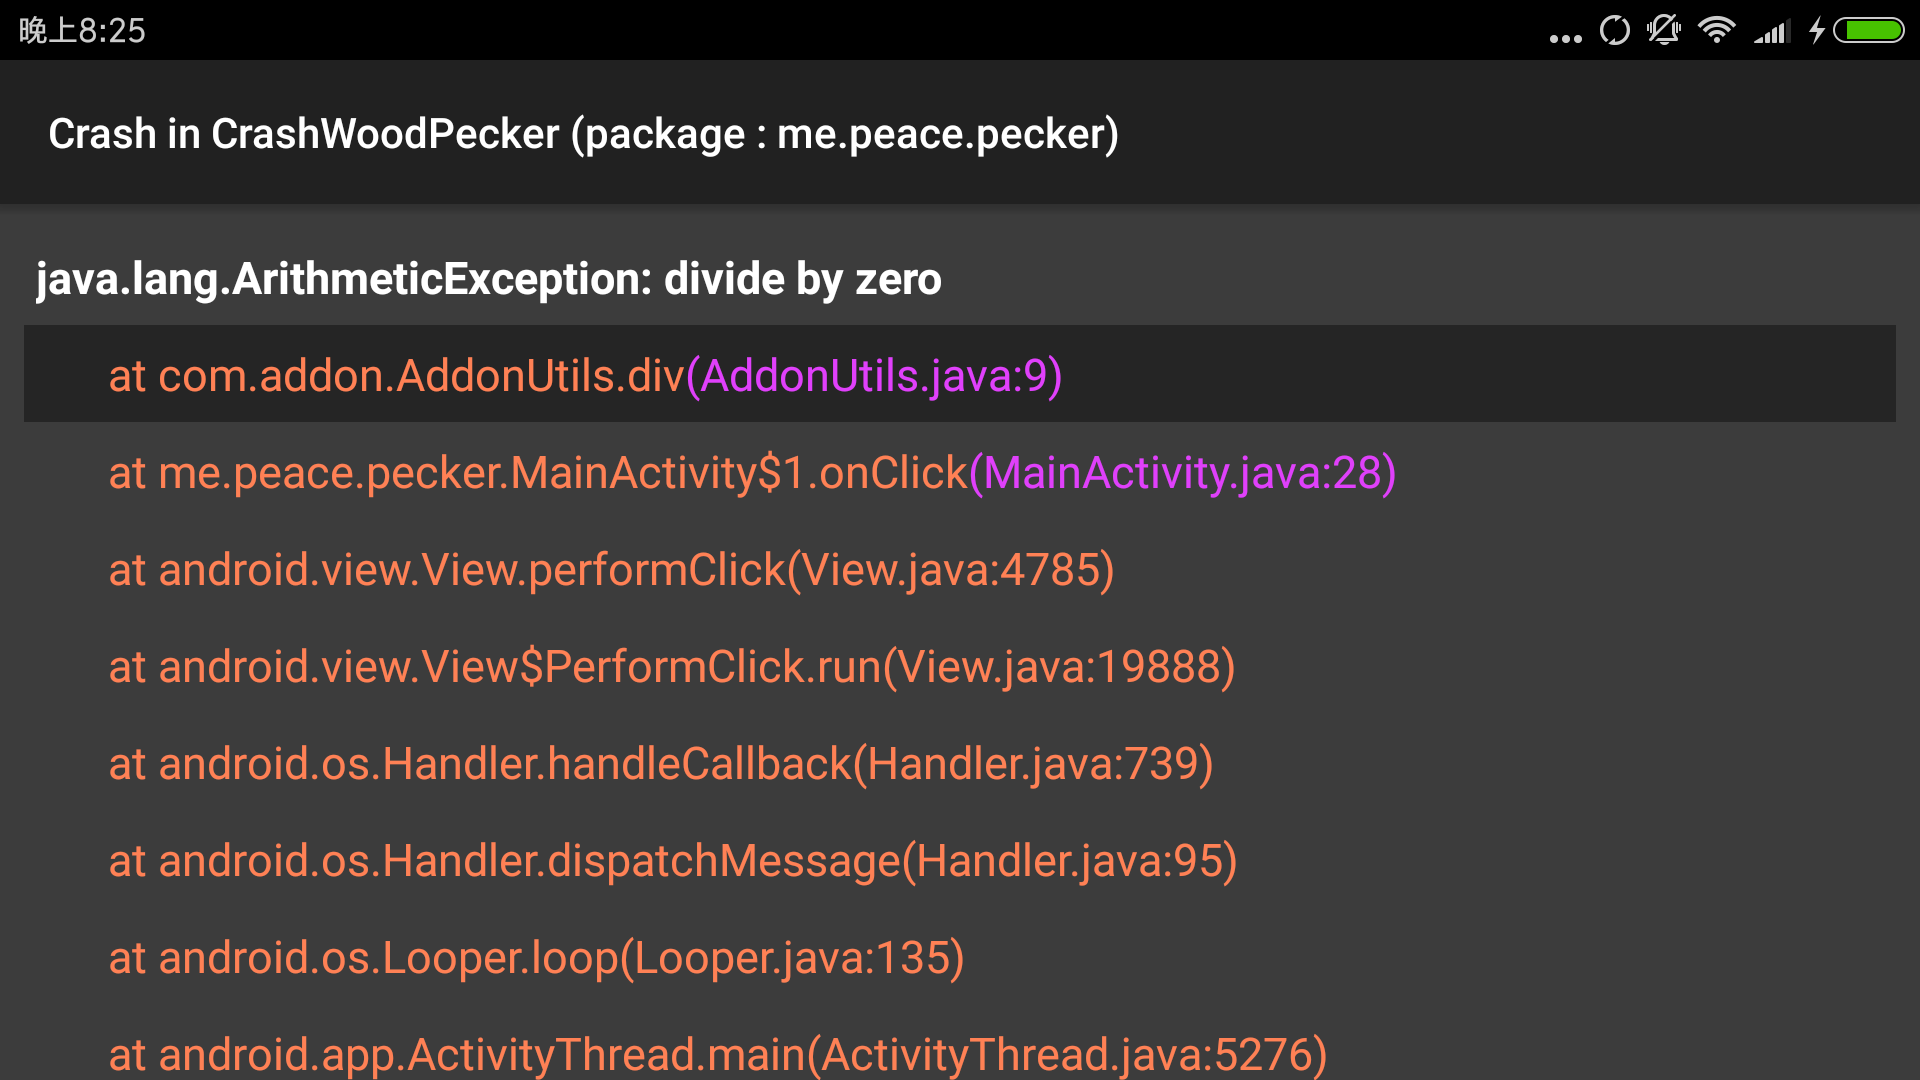 晚上8:25
Crash in CrashWoodPecker (package : me.peace.pecker)
java.lang.ArithmeticException: divide by zero
at com.addon.AddonUtils.div(AddonUtils.java:9)
at me.peace.pecker.MainActivity$1.onClick(MainActivity.java:28)
at android.view.View.performClick(View.java:4785)
at android.view.View$PerformClick.run(View.java:19888)
at android.os.Handler.handleCallback(Handler.java:739)
at android.os.Handler.dispatchMessage(Handler.java:95)
at android.os.Looper.loop(Looper.java:135)
at android.app.ActivityThread.main(ActivityThread.java:5276)